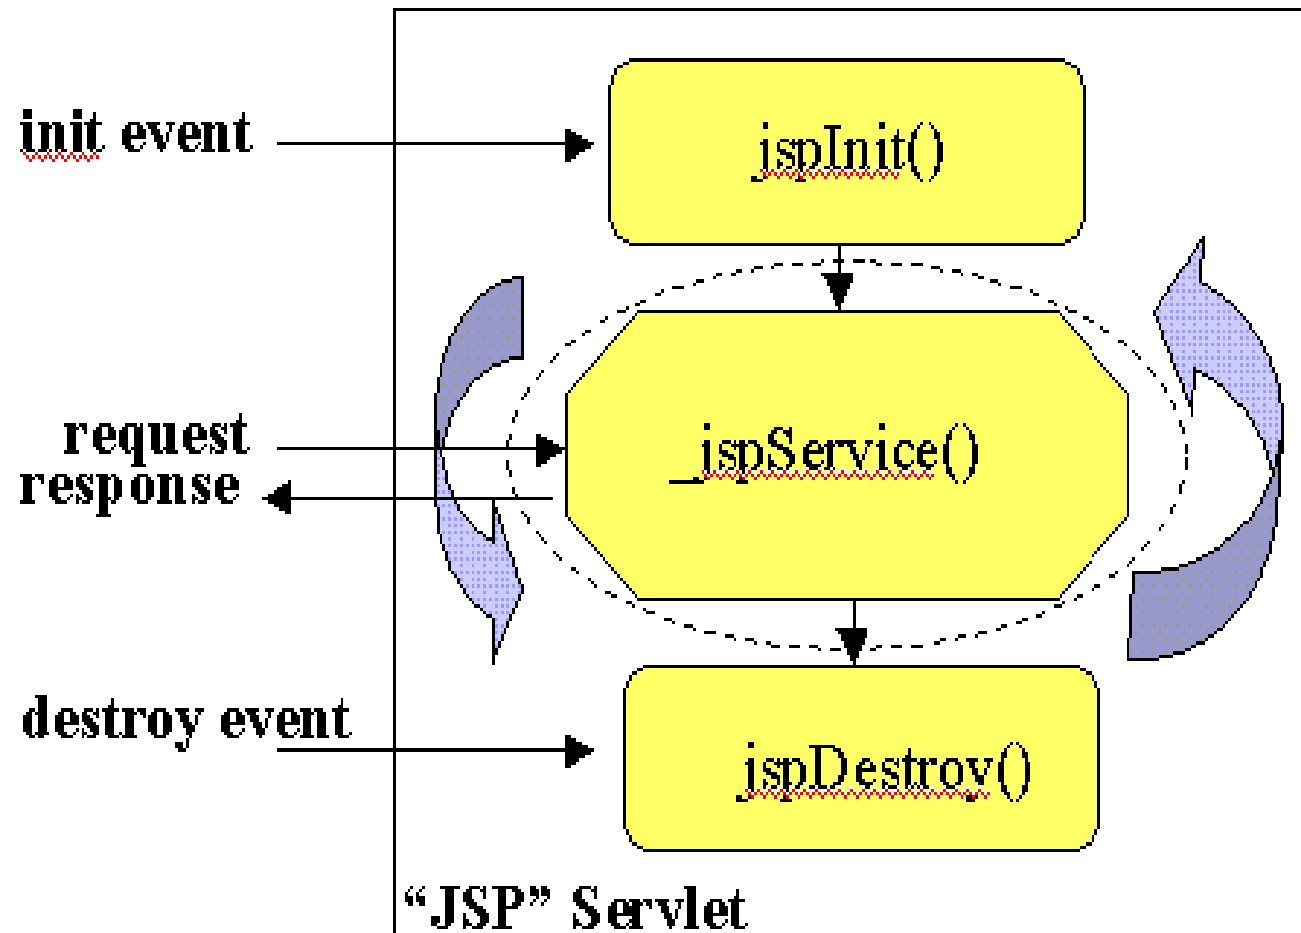 init event
jspInit()
request
_jspService()
response
destroy event
jspDestroy()
“JSP” Servlet